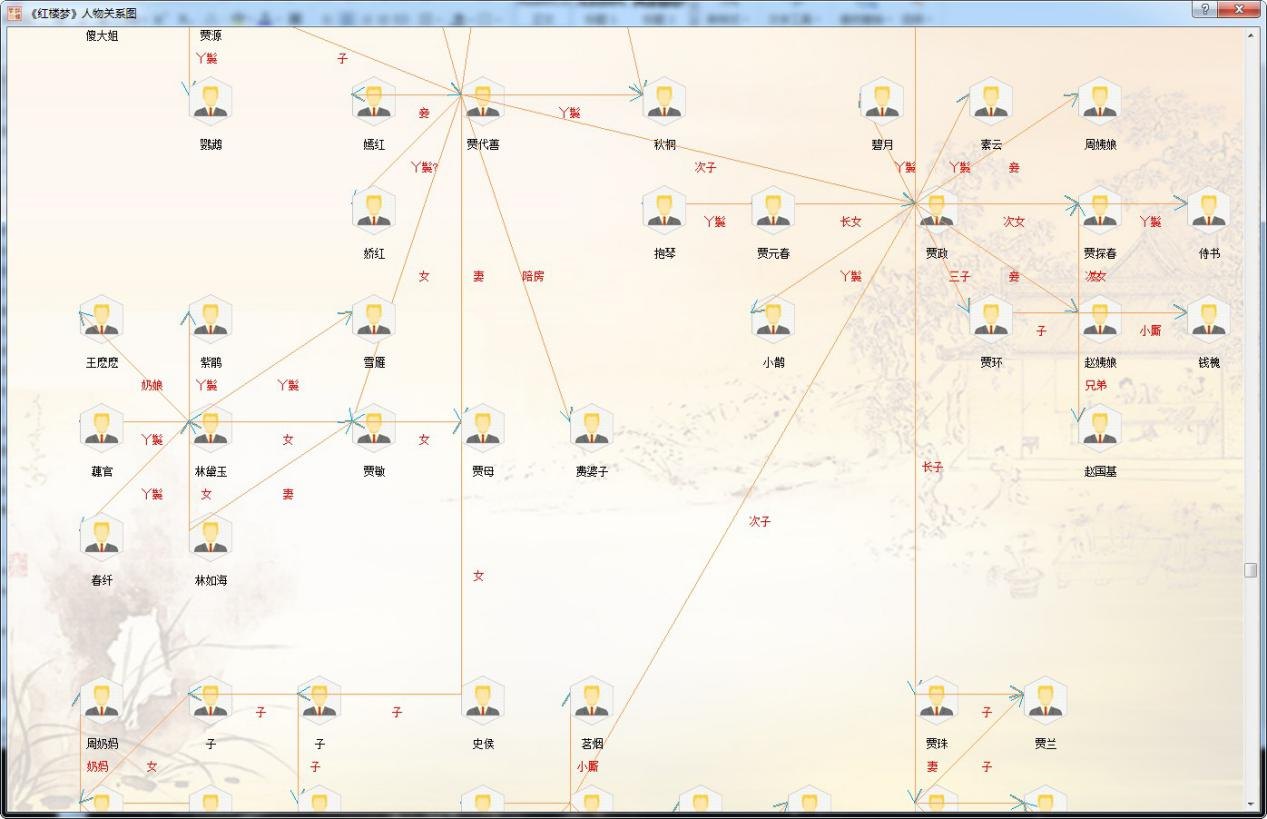 《红楼梦》人物关系图
傻大姐 贾源
丫鬟 子
妾 丫鬟
鹦鹉 嫣红 贾代善 秋桐 碧月 素云 周姨娘
丫鬟? 次子 丫鬟 丫鬟 妾
丫鬟 长女 次女 丫鬟
娇红 抱琴 贾元春 贾政 贾探春 侍书
女 妻 陪房 丫鬟 三子 妾
子 小厮
王嬷嬷 紫鹃 雪雁 小鹊 贾环 赵姨娘 钱槐
奶娘 丫鬟 丫鬟 兄弟
丫鬟 女 女
藕官 林黛玉 贾敏 贾母 费婆子 赵国基
长子
丫鬟 女 妻
次子
女
春纤 林如海
子 子 子
周奶妈 子 子 史侯 茗烟 贾珠 贾兰
奶妈 女 子 小厮 妻 子